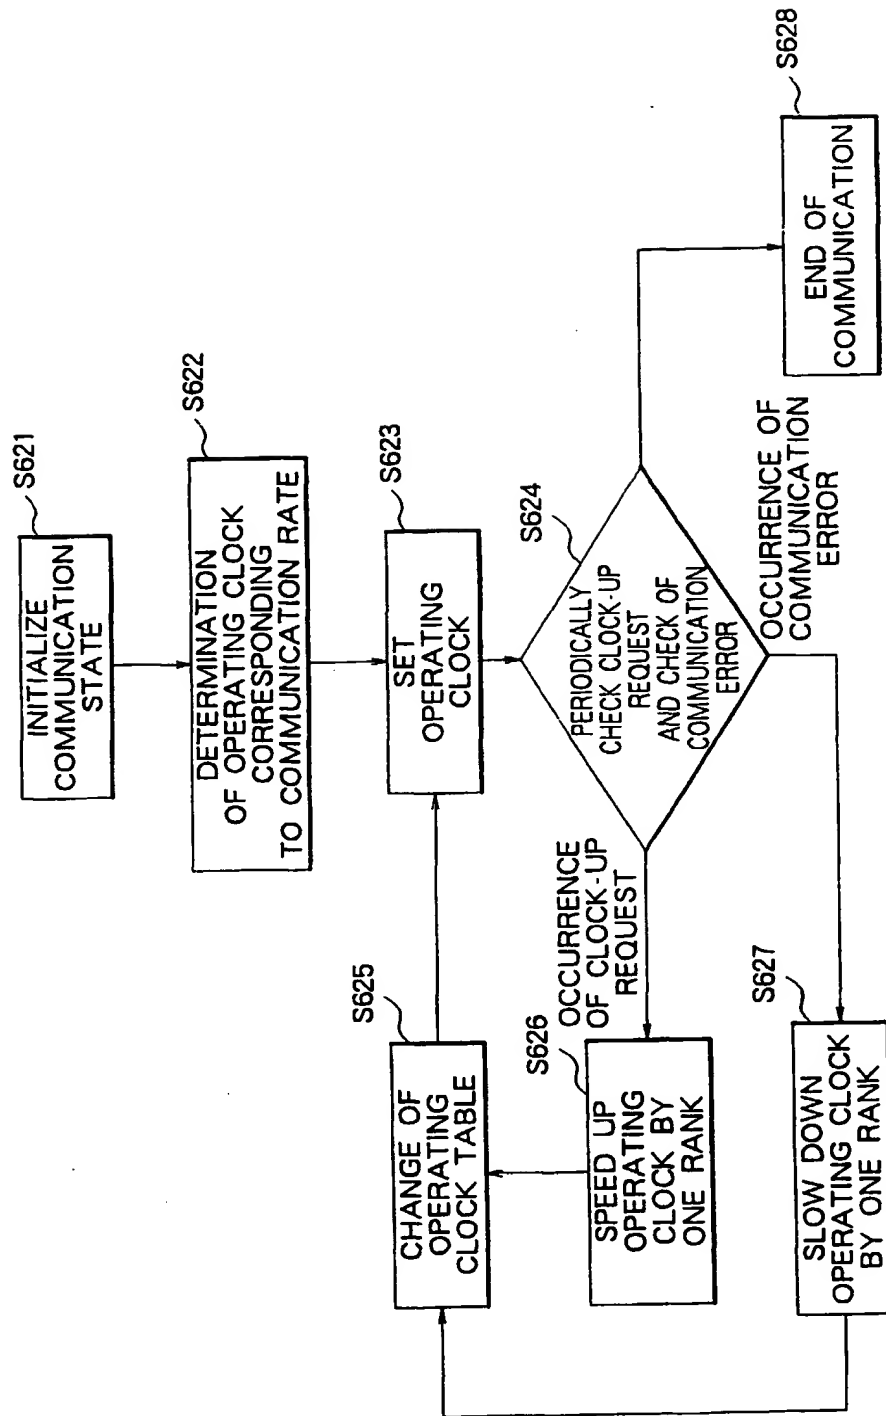 S621
INITIALIZE
COMMUNICATION
STATE
S622
DETERMINATION
OF OPERATING CLOCK
CORRESPONDING
TO COMMUNICATION RATE
S623
SET
OPERATING
CLOCK
S624
PERIODICALLY
CHECK CLOCK-UP
REQUEST
AND CHECK OF
COMMUNICATION
ERROR
S625
CHANGE OF
OPERATING
CLOCK TABLE
OCCURRENCE
OF CLOCK-UP
REQUEST
S626
SPEED UP
OPERATING
CLOCK BY
ONE RANK
OCCURRENCE OF
COMMUNICATION
ERROR
S627
SLOW DOWN
OPERATING CLOCK
BY ONE RANK
S628
END OF
COMMUNICATION